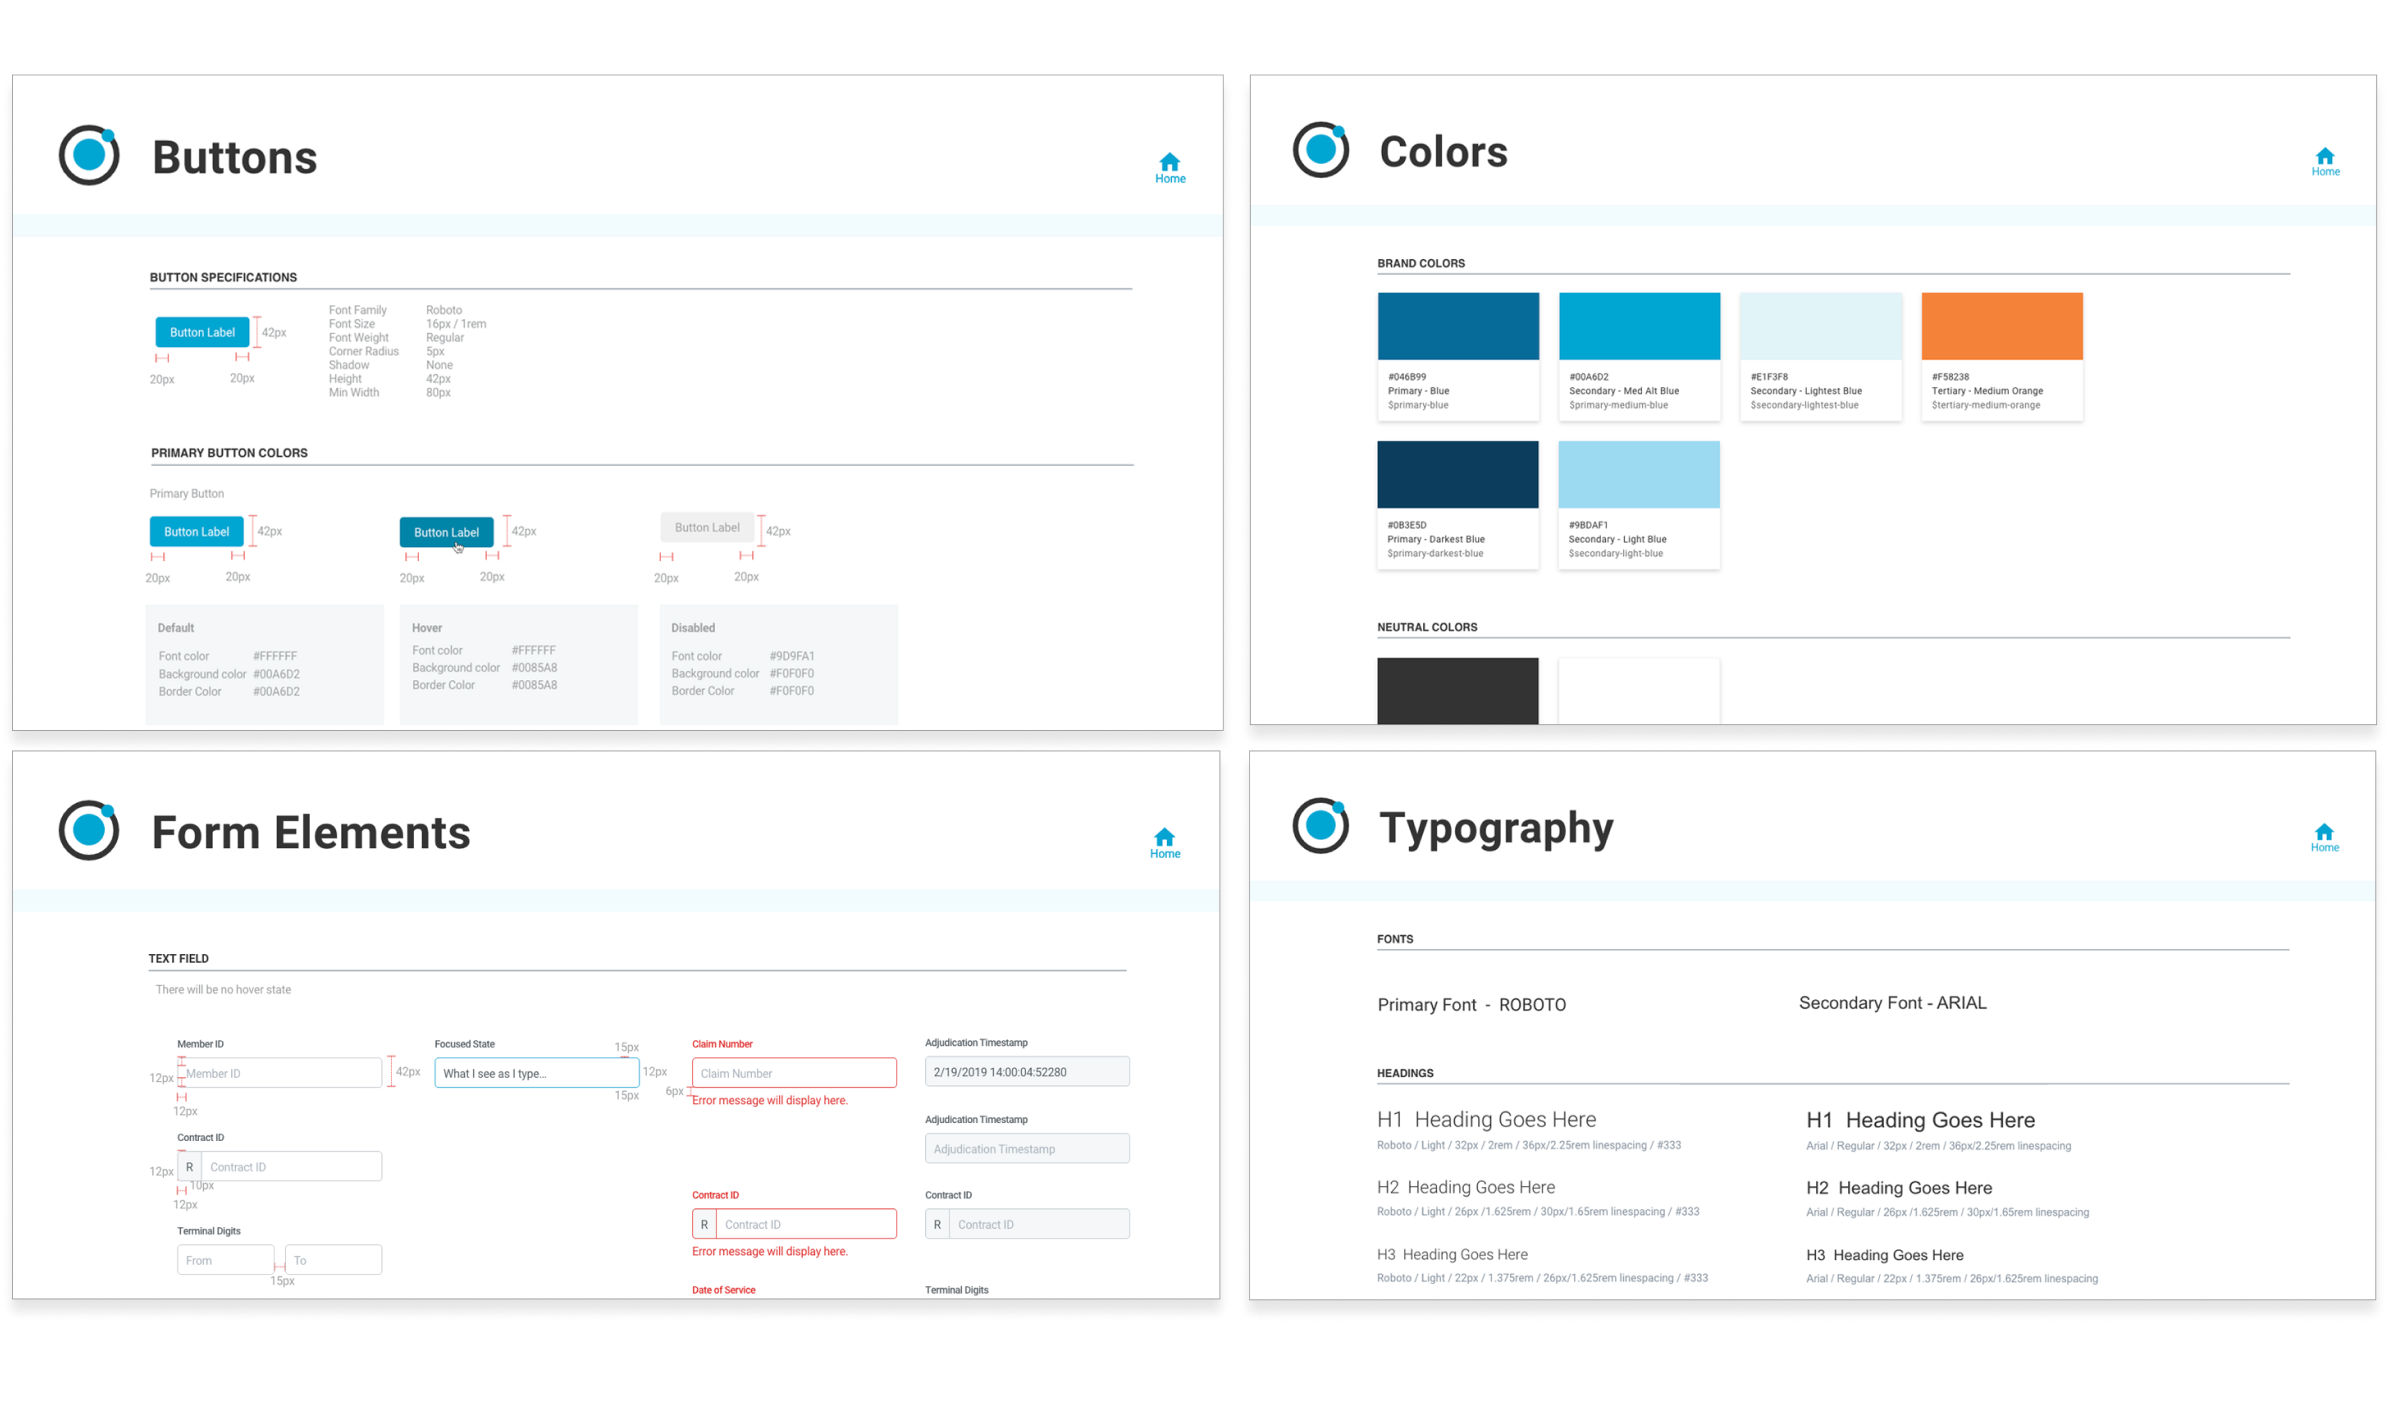 Buttons
Home
BUTTON SPECIFICATIONS
Button Label
42px
20px
20px
Font Family Roboto
Font Size 16px / 1rem
Font Weight Regular
Corner Radius 5px
Shadow None
Height 42px
Min Width 80px
PRIMARY BUTTON COLORS
Primary Button
Button Label 42px Button Label 42px Button Label 42px
20px 20px 20px 20px 20px 20px
Default
Font color #FFFFFF
Background color #00A6D2
Border Color #00A6D2
Hover
Font color #FFFFFF
Background color #0085A8
Border Color #0085A8
Disabled
Font color #9D9FA1
Background color #F0F0F0
Border Color #F0F0F0
Colors
Home
BRAND COLORS
#046B99
Primary - Blue
$primary-blue
#00A6D2
Secondary - Med Alt Blue
$primary-medium-blue
#E1F3F8
Secondary - Lightest Blue
$secondary-lightest-blue
#F58238
Tertiary - Medium Orange
$tertiary-medium-orange
#0B3E5D
Primary - Darkest Blue
$primary-darkest-blue
#9BDAF1
Secondary - Light Blue
$secondary-light-blue
NEUTRAL COLORS
Form Elements
Home
TEXT FIELD
There will be no hover state
Member ID
12px
Member ID
42px
12px
Contract ID
12px
R Contract ID
10px
12px
Terminal Digits
From To
15px
Focused State
15px
What I see as I type...
12px
15px
Claim Number
Claim Number
6px
Error message will display here.
Contract ID
R Contract ID
Error message will display here.
Date of Service
Adjudication Timestamp
2/19/2019 14:00:04:52280
Adjudication Timestamp
Adjudication Timestamp
Contract ID
R Contract ID
Terminal Digits
Typography
Home
FONTS
Primary Font - ROBOTO
Secondary Font - ARIAL
HEADINGS
H1 Heading Goes Here
Roboto / Light / 32px / 2rem / 36px/2.25rem linespacing / #333
H2 Heading Goes Here
Roboto / Light / 26px /1.625rem / 30px/1.65rem linespacing / #333
H3 Heading Goes Here
Roboto / Light / 22px / 1.375rem / 26px/1.625rem linespacing / #333
H1 Heading Goes Here
Arial / Regular / 32px / 2rem / 36px/2.25rem linespacing
H2 Heading Goes Here
Arial / Regular / 26px /1.625rem / 30px/1.65rem linespacing
H3 Heading Goes Here
Arial / Regular / 22px / 1.375rem / 26px/1.625rem linespacing